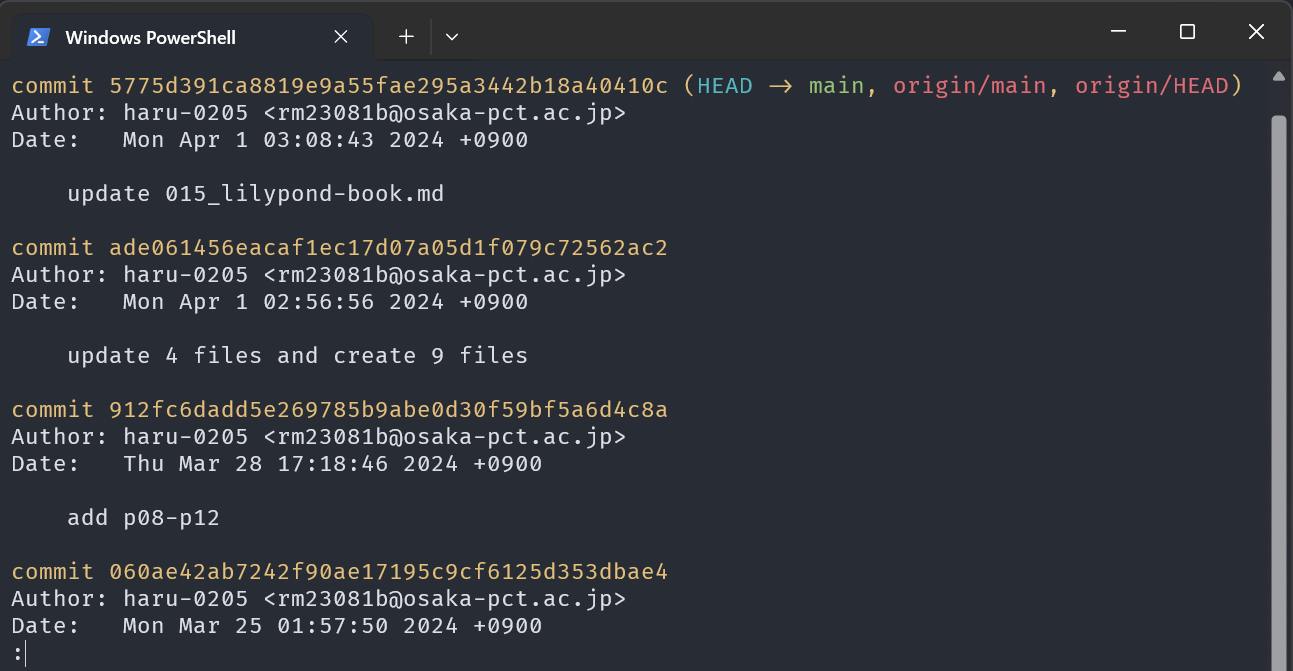 Windows PowerShell
commit 5775d391ca8819e9a55fae295a3442b18a40410c (HEAD -> main, origin/main, origin/HEAD)
Author: haru-0205 <rm23081b@osaka-pct.ac.jp>
Date:   Mon Apr 1 03:08:43 2024 +0900
    update 015_lilypond-book.md
commit ade061456eacaf1ec17d07a05d1f079c72562ac2
Author: haru-0205 <rm23081b@osaka-pct.ac.jp>
Date:   Mon Apr 1 02:56:56 2024 +0900
    update 4 files and create 9 files
commit 912fc6dadd5e269785b9abe0d30f59bf5a6d4c8a
Author: haru-0205 <rm23081b@osaka-pct.ac.jp>
Date:   Thu Mar 28 17:18:46 2024 +0900
    add p08-p12
commit 060ae42ab7242f90ae17195c9cf6125d353dbae4
Author: haru-0205 <rm23081b@osaka-pct.ac.jp>
Date:   Mon Mar 25 01:57:50 2024 +0900
: